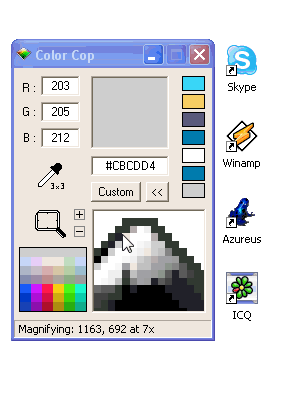 Color Cop
R : 203
G : 205
B : 212
3x3
#CBCDD4
Custom <<
Magnifying: 1163, 692 at 7x
Skype
Winamp
Azureus
ICQ